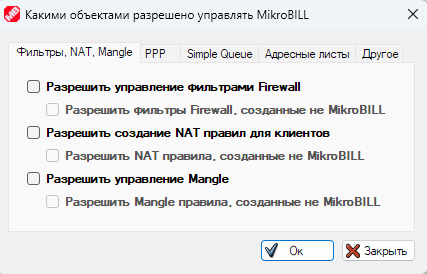 Какими объектами разрешено управлять MikroBILL
Фильтры, NAT, Mangle PPP Simple Queue Адресные листы Другое
Разрешить управление фильтрами Firewall
Разрешить фильтры Firewall, созданные не MikroBILL
Разрешить создание NAT правил для клиентов
Разрешить NAT правила, созданные не MikroBILL
Разрешить управление Mangle
Разрешить Mangle правила, созданные не MikroBILL
Ок Закрыть